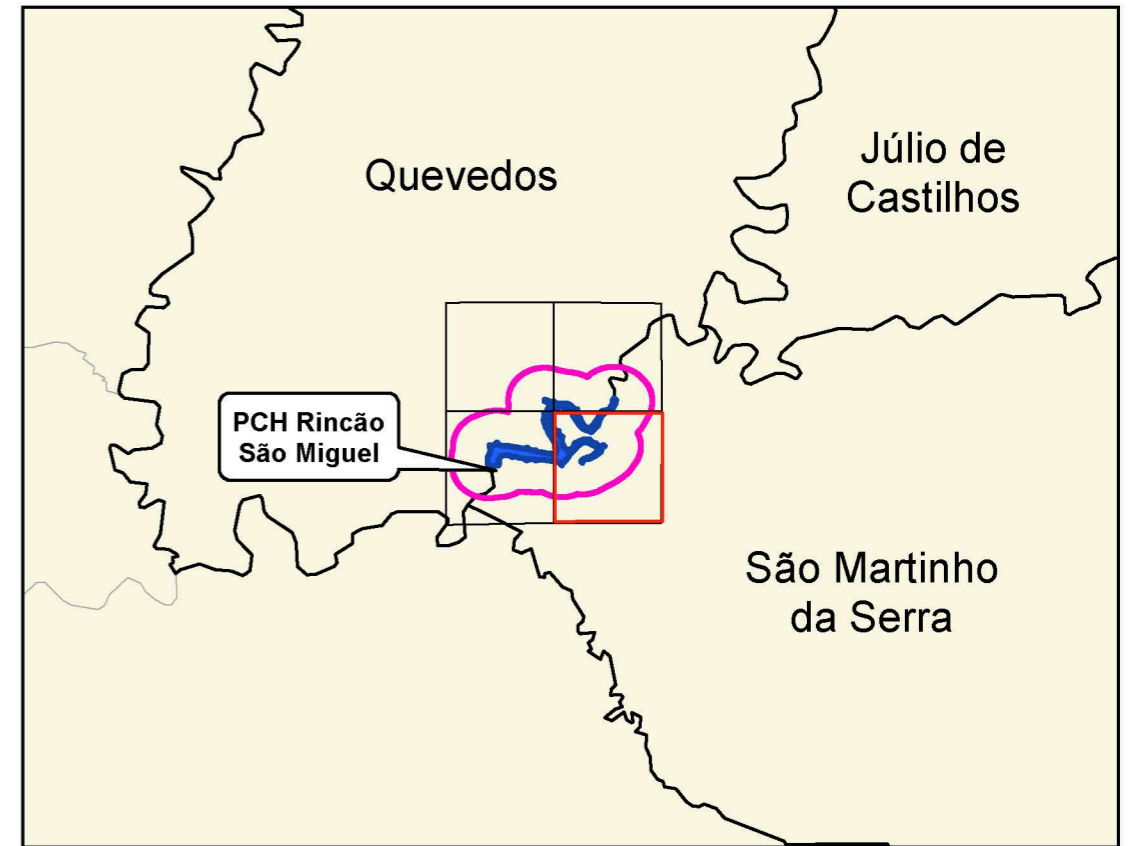 Júlio de
Castilhos
Quevedos
PCH Rincão
São Miguel
São Martinho
da Serra